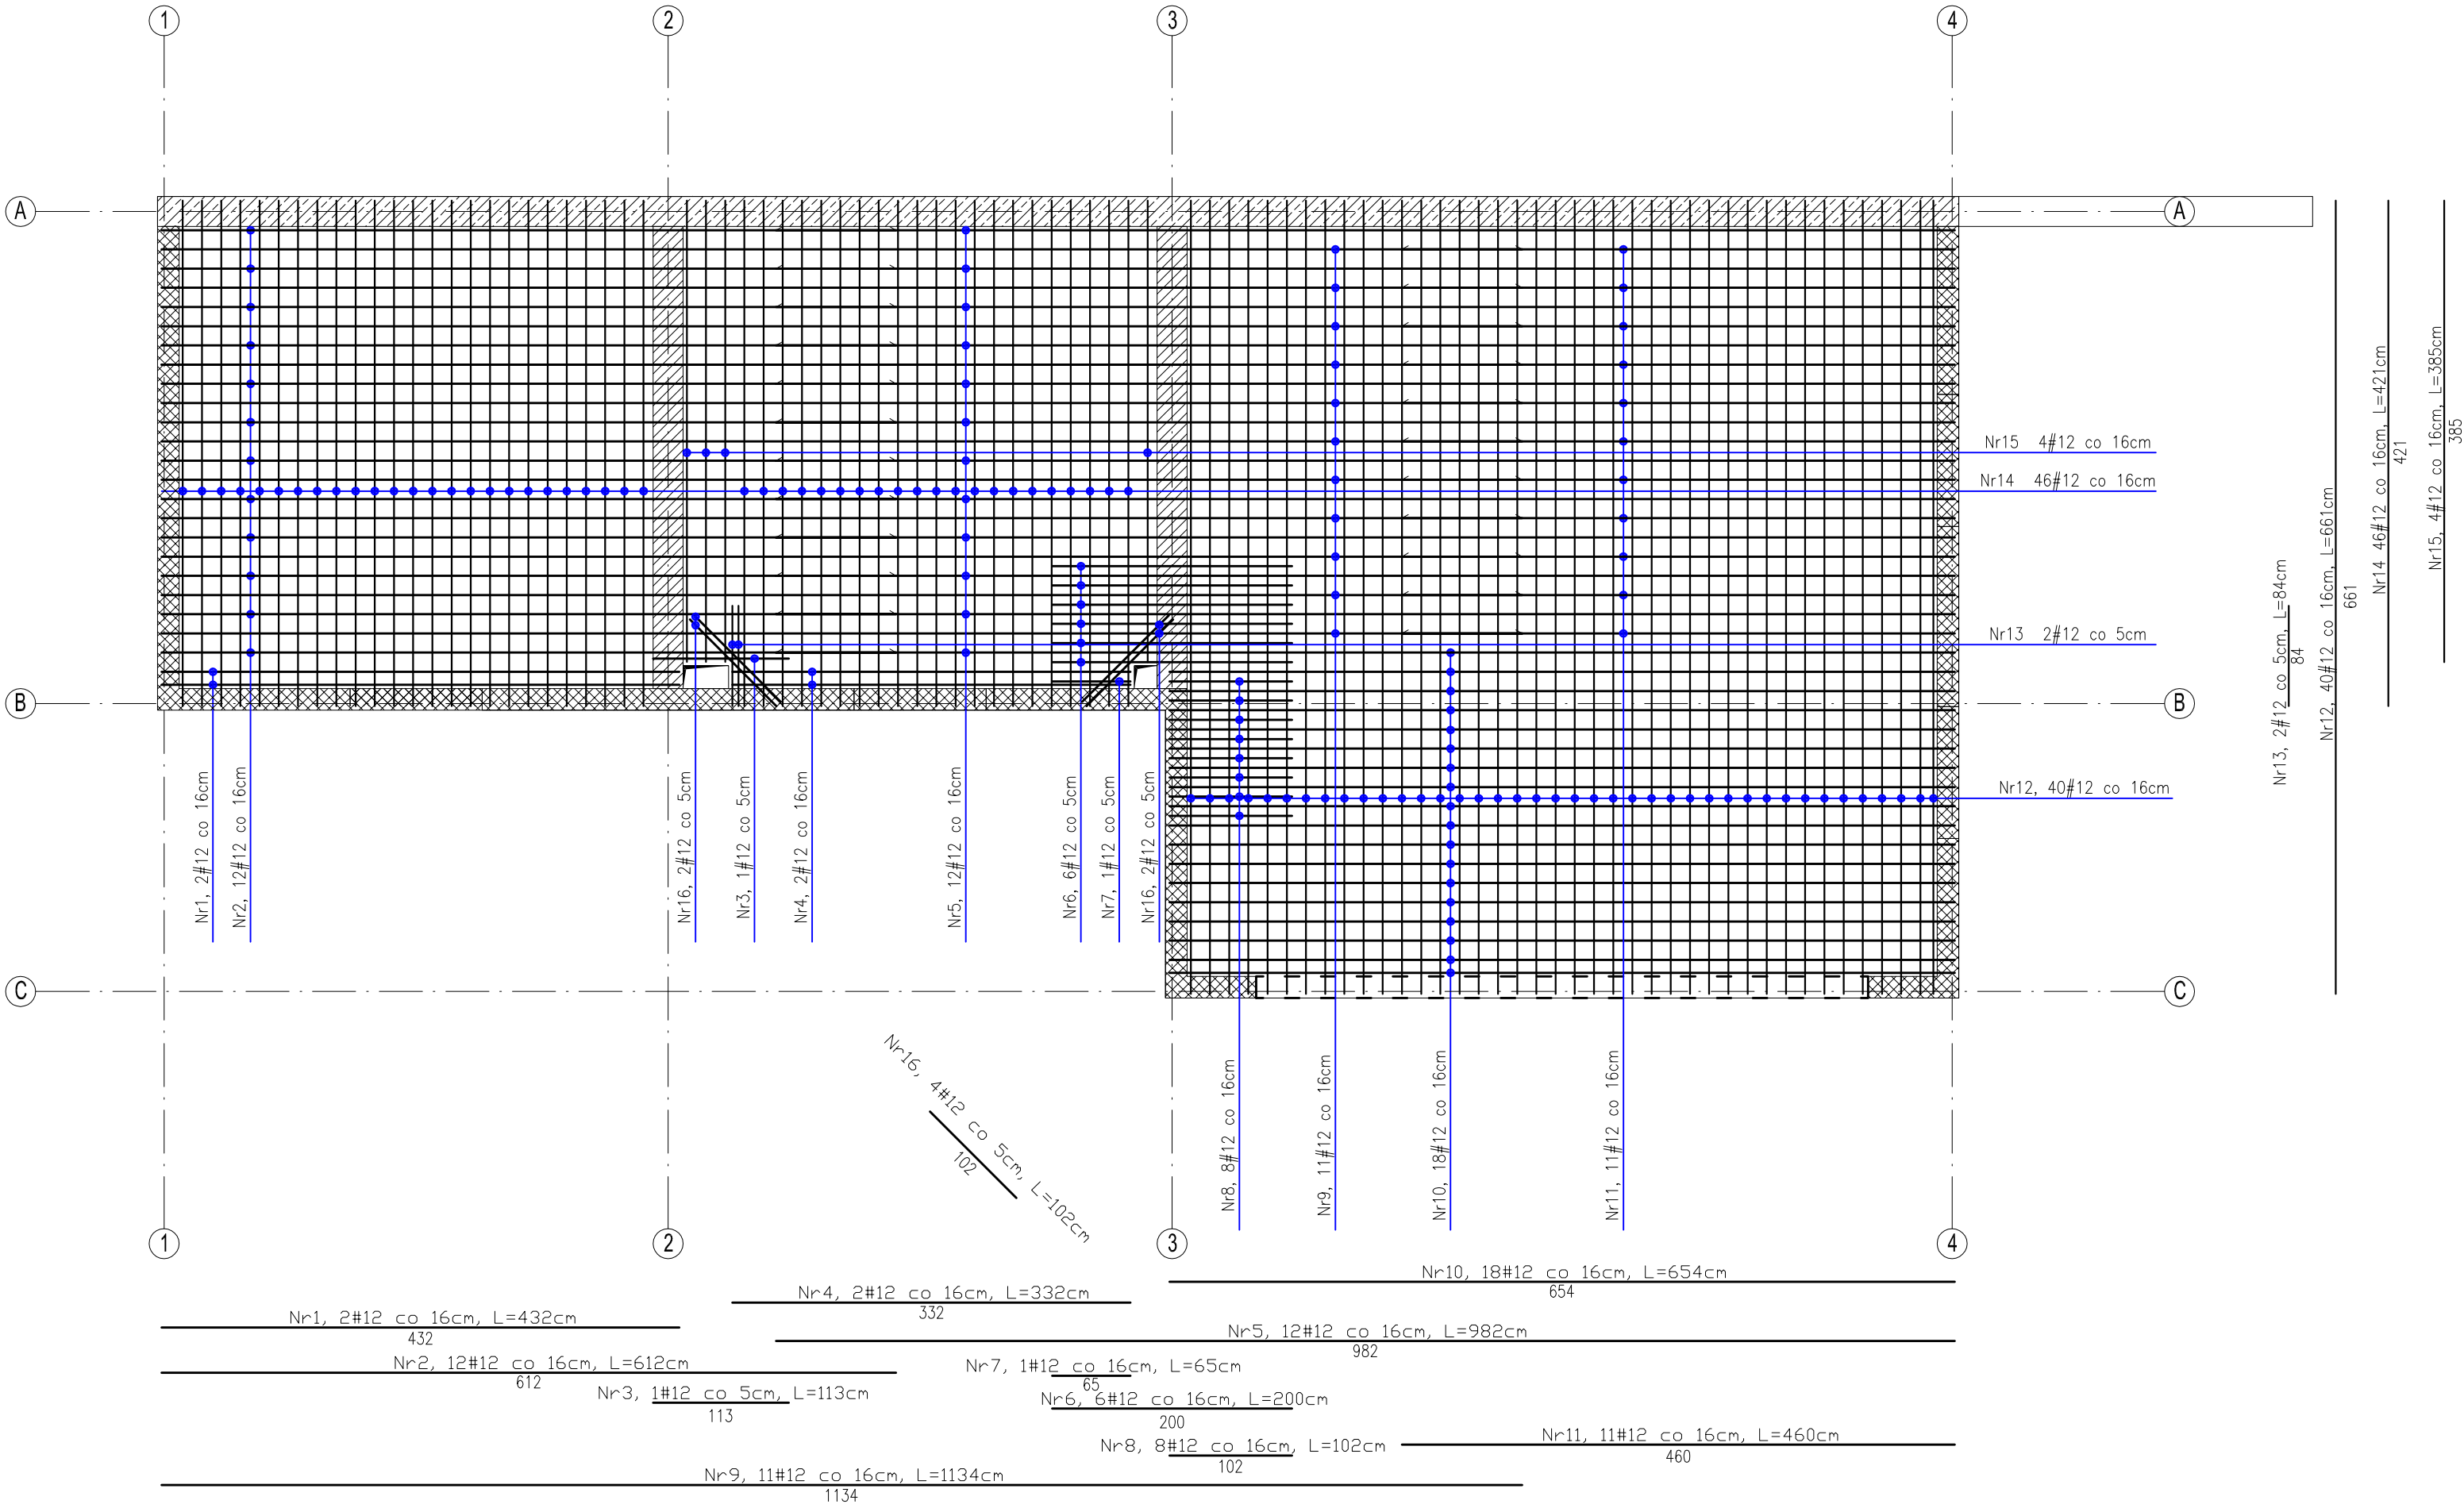 1
2
3
4
A
A
Nr15 4#12 co 16cm
Nr14 46#12 co 16cm
Nr13 2#12 co 5cm
B
B
Nr12, 40#12 co 16cm
C
C
Nr13, 2#12 co 5cm, L=84cm
84
Nr12, 40#12 co 16cm, L=661cm
661
Nr14 46#12 co 16cm, L=421cm
421
Nr15, 4#12 co 16cm, L=385cm
385
Nr1, 2#12 co 16cm
Nr2, 12#12 co 16cm
Nr16, 2#12 co 5cm
Nr3, 1#12 co 5cm
Nr4, 2#12 co 16cm
Nr5, 12#12 co 16cm
Nr6, 6#12 co 5cm
Nr7, 1#12 co 5cm
Nr16, 2#12 co 5cm
Nr8, 8#12 co 16cm
Nr9, 11#12 co 16cm
Nr10, 18#12 co 16cm
Nr11, 11#12 co 16cm
Nr16, 4#12 co 5cm, L=102cm
102
1
2
3
4
Nr10, 18#12 co 16cm, L=654cm
654
Nr4, 2#12 co 16cm, L=332cm
332
Nr1, 2#12 co 16cm, L=432cm
432
Nr5, 12#12 co 16cm, L=982cm
982
Nr2, 12#12 co 16cm, L=612cm
612
Nr7, 1#12 co 16cm, L=65cm
65
Nr3, 1#12 co 5cm, L=113cm
113
Nr6, 6#12 co 16cm, L=200cm
200
Nr8, 8#12 co 16cm, L=102cm
102
Nr11, 11#12 co 16cm, L=460cm
460
Nr9, 11#12 co 16cm, L=1134cm
1134